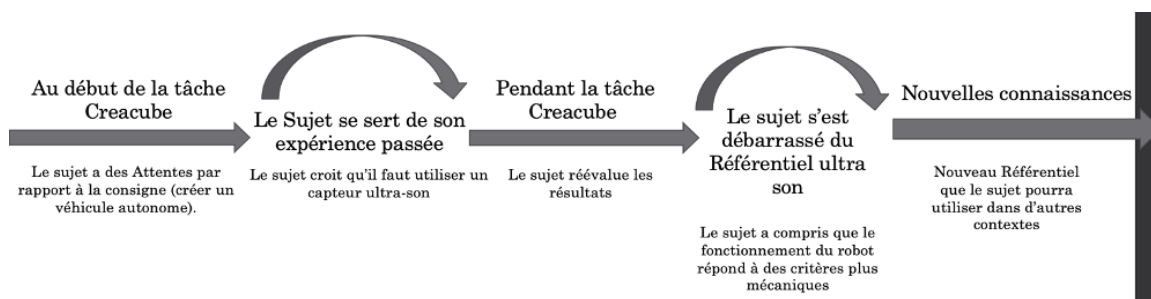 Au début de la tâche
Creacube
Le sujet a des Attentes par
rapport à la consigne (créer un
véhicule autonome).
Le Sujet se sert de son
expérience passée
Le sujet croit qu'il faut utiliser un
capteur ultra-son
Pendant la tâche
Creacube
Le sujet réévalue les
résultats
Le sujet s'est
débarrassé du
Référentiel ultra
son
Le sujet a compris que le
fonctionnement du robot
répond à des critères plus
mécaniques
Nouvelles connaissances
Nouveau Référentiel
que le sujet pourra
utiliser dans d'autres
contextes